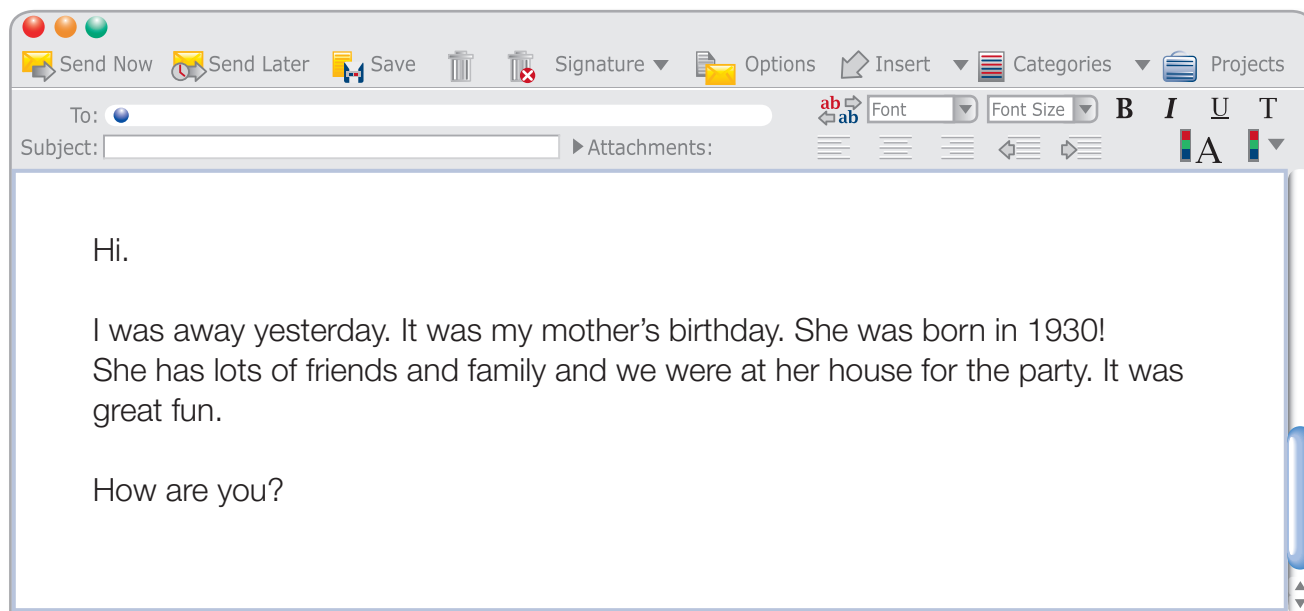 Send Now Send Later Save Signature Options Insert Categories Projects
To: ab ab Font Font Size B I U T
Subject: Attachments: A
Hi.
I was away yesterday. It was my mother’s birthday. She was born in 1930!
She has lots of friends and family and we were at her house for the party. It was
great fun.
How are you?